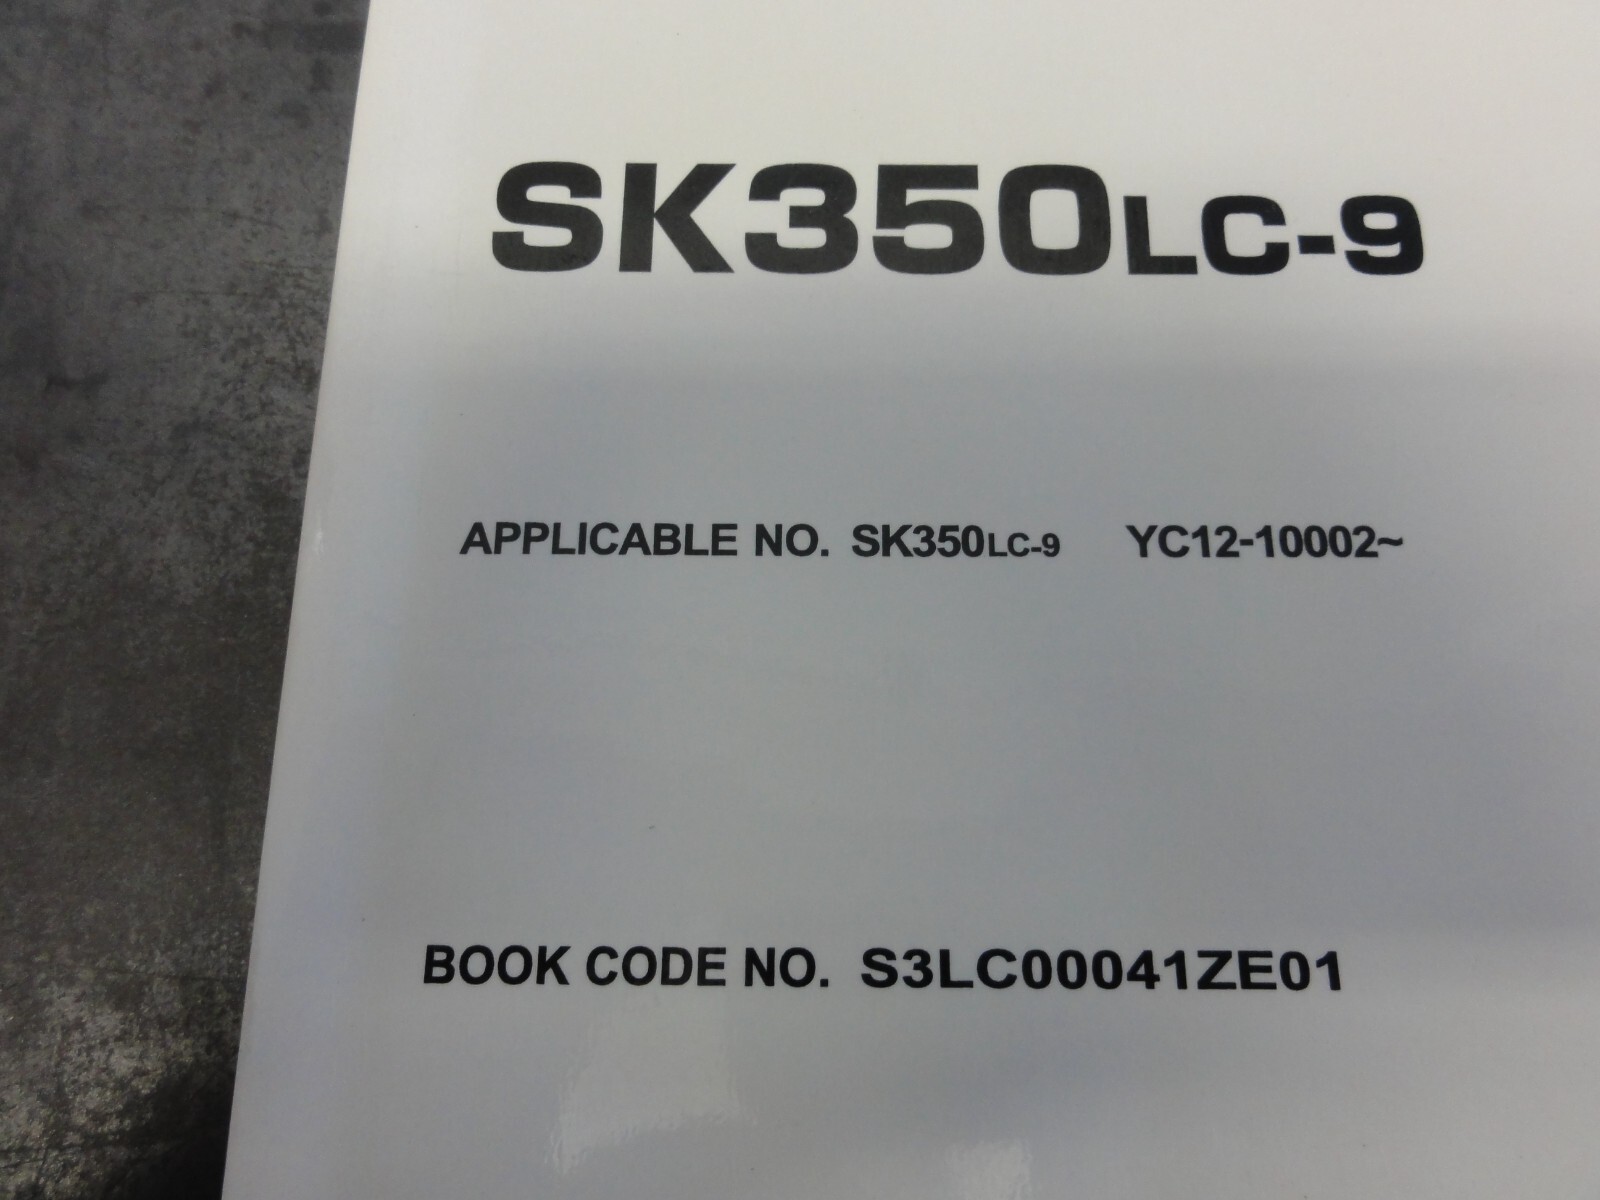 SK350LC-9
APPLICABLE NO. SK350LC-9 YC12-10002~
BOOK CODE NO. S3LC00041ZE01